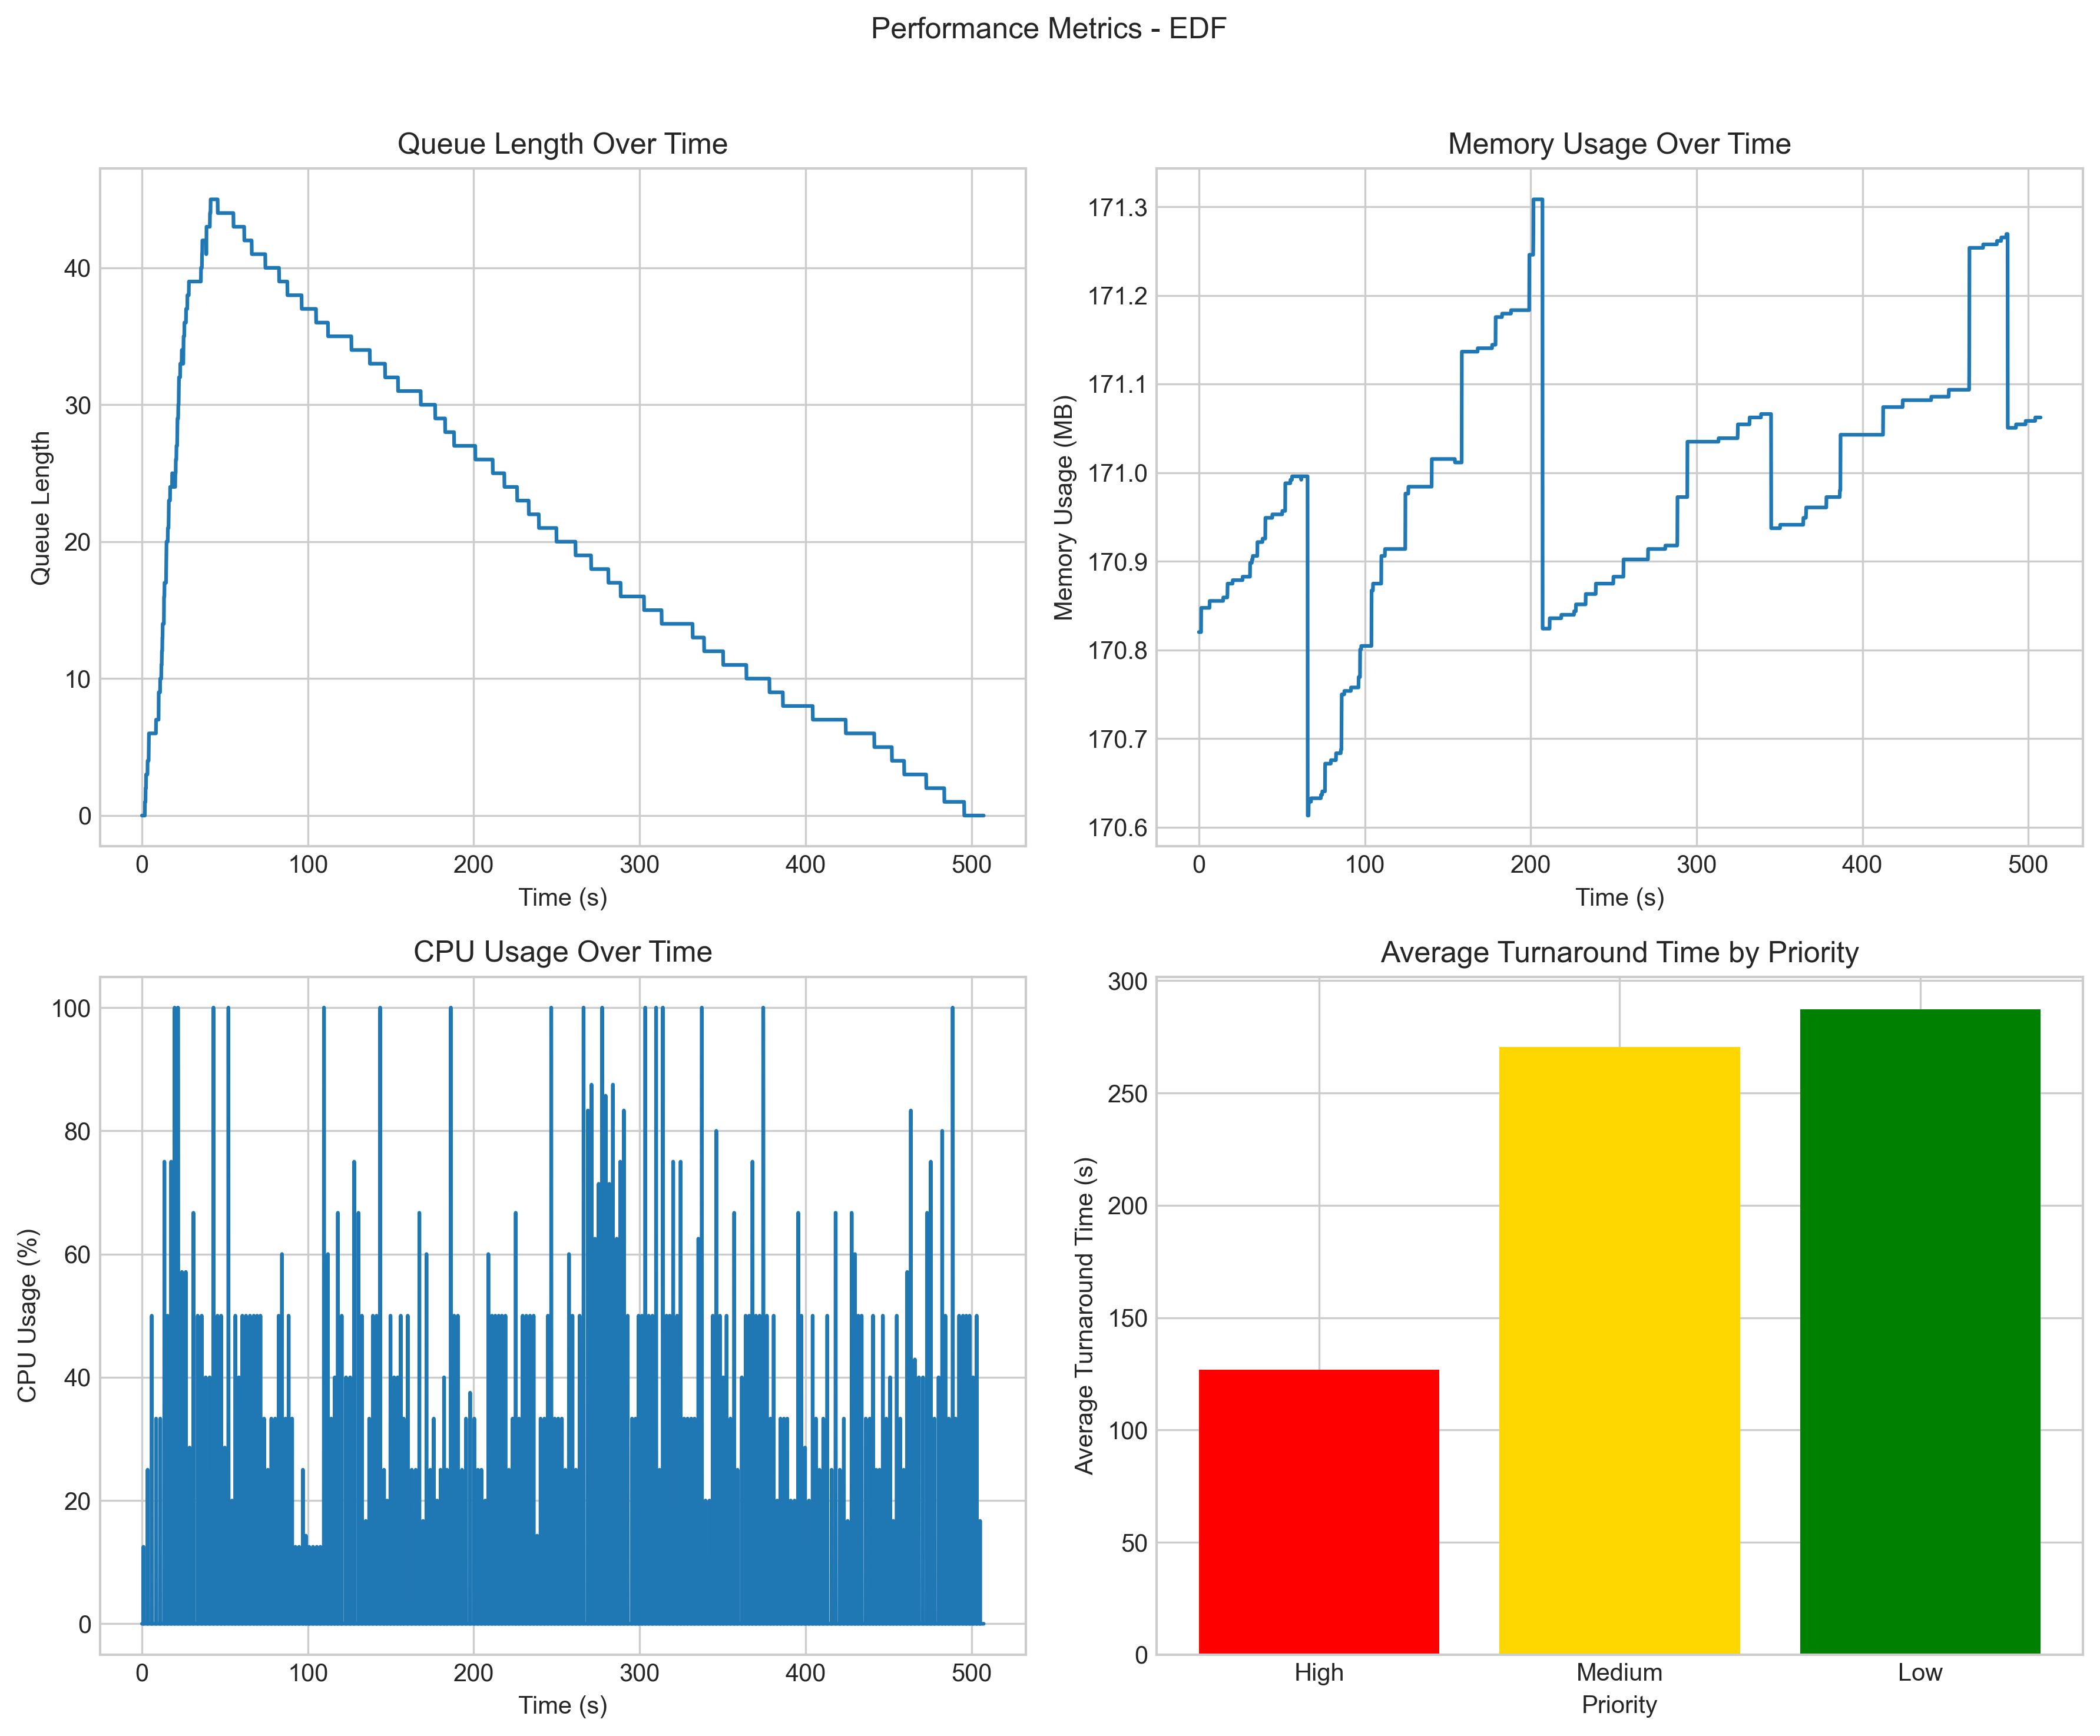 Performance Metrics - EDF
Queue Length Over Time
Queue Length
40
30
20
10
0
0 100 200 300 400 500
Time (s)
Memory Usage Over Time
Memory Usage (MB)
171.3
171.2
171.1
171.0
170.9
170.8
170.7
170.6
0 100 200 300 400 500
Time (s)
CPU Usage Over Time
CPU Usage (%)
100
80
60
40
20
0
0 100 200 300 400 500
Time (s)
Average Turnaround Time by Priority
Average Turnaround Time (s)
300
250
200
150
100
50
0
High Medium Low
Priority